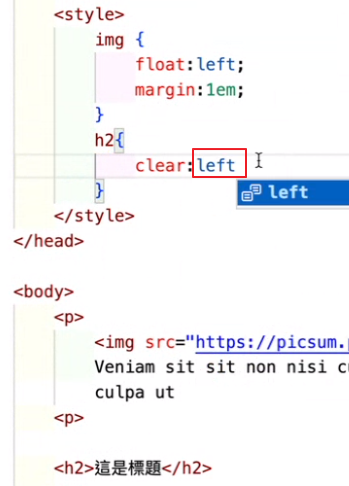 <style>
img {
float:left;
margin:1em;
}
h2{
clear:left
left
}
</style>
</head>
<body>
<p>
<img src="https://picsum.
Veniam sit sit non nisi
culpa ut
<p>
<h2>這是標題</h2>